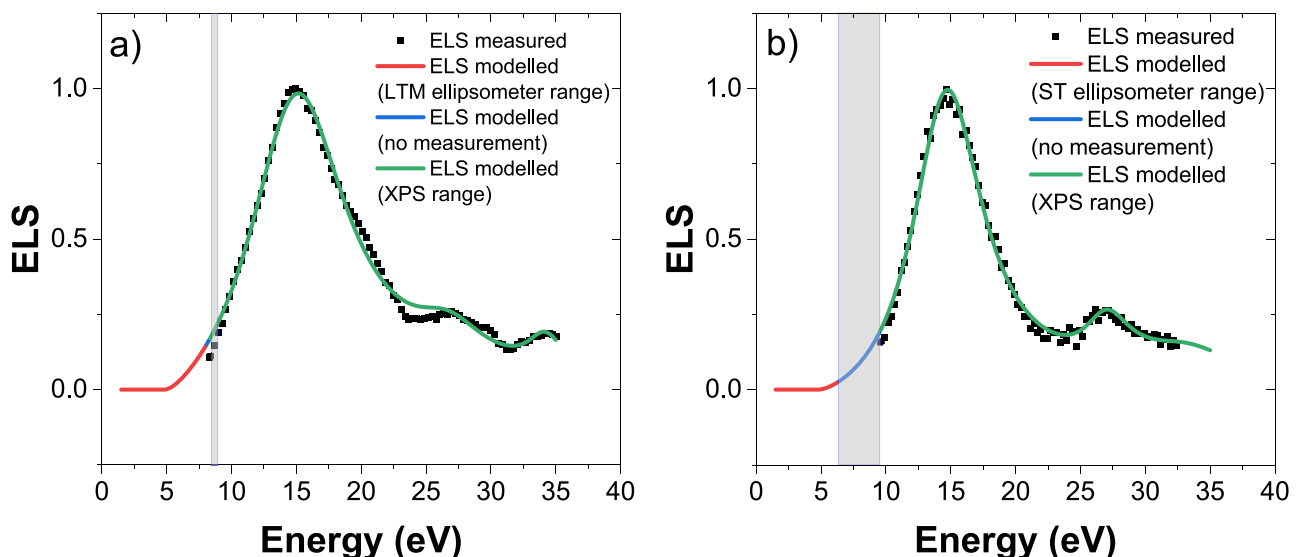 a)
ELS measured
ELS modelled
(LTM ellipsometer range)
ELS modelled
(no measurement)
ELS modelled
(XPS range)
1.0
0.5
0.0
ELS
0 5 10 15 20 25 30 35 40
Energy (eV)
b)
ELS measured
ELS modelled
(ST ellipsometer range)
ELS modelled
(no measurement)
ELS modelled
(XPS range)
1.0
0.5
0.0
ELS
0 5 10 15 20 25 30 35 40
Energy (eV)